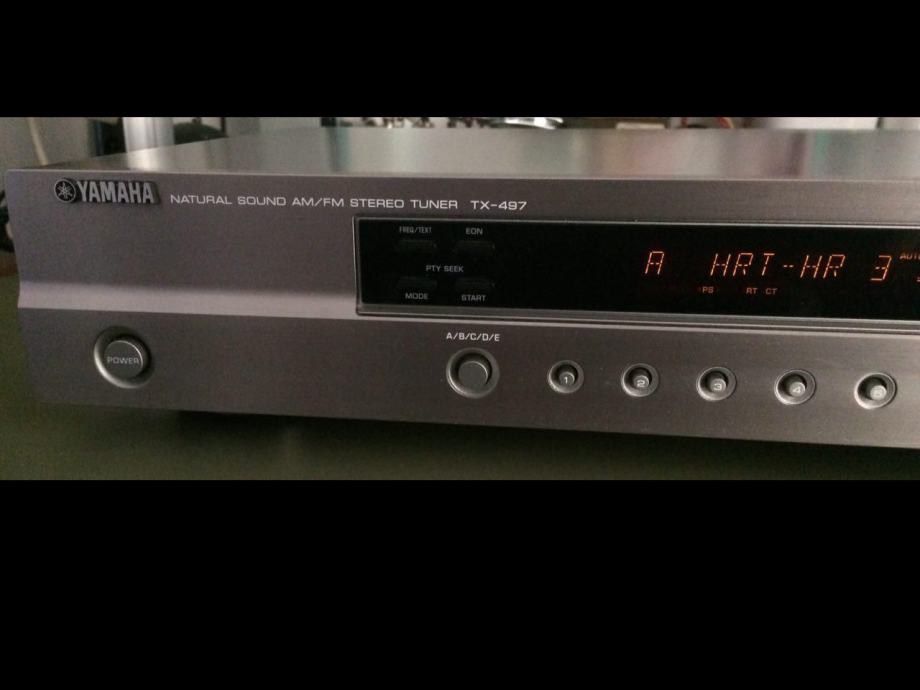 YAMAHA NATURAL SOUND AM/FM STEREO TUNER TX-497
FREQ/TEXT EON
PTY SEEK
MODE START
A HRT-HR 3
PS RT CT
POWER
A/B/C/D/E
1 2 3 4 5